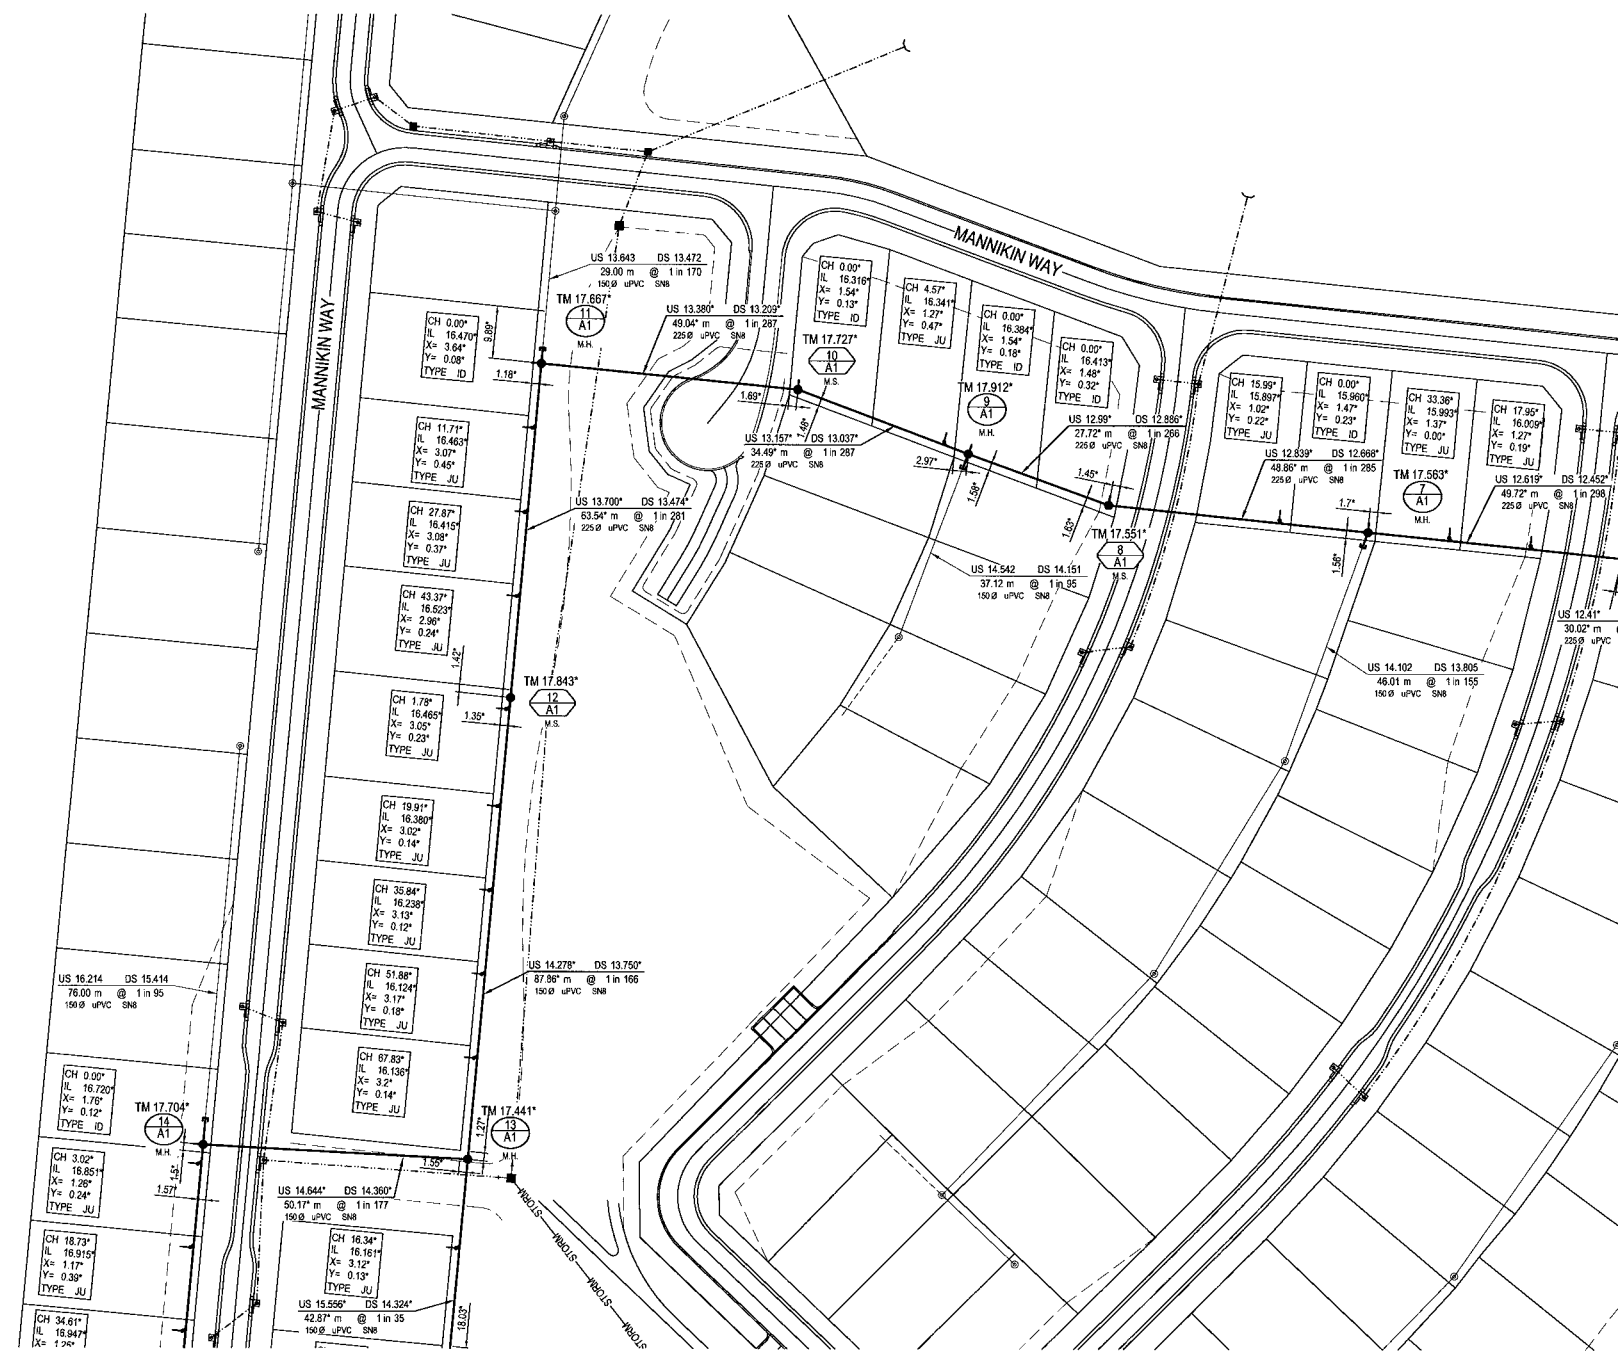 MANNIKIN WAY
MANNIKIN WAY
US 13.643 DS 13.472
29.00 m @ 1 in 170
150Ø uPVC SN8
TM 17.667*
11
A1
M.H.
9.89*
1.18*
US 13.380* DS 13.209*
49.04* m @ 1 in 287
225Ø uPVC SN8
CH 0.00*
IL 16.470*
X= 3.64*
Y= 0.08*
TYPE ID
CH 11.71*
IL 16.463*
X= 3.07*
Y= 0.45*
TYPE JU
CH 27.87*
IL 16.415*
X= 3.08*
Y= 0.37*
TYPE JU
CH 43.37*
IL 16.523*
X= 2.96*
Y= 0.24*
TYPE JU
CH 1.78*
IL 16.465*
X= 3.05*
Y= 0.23*
TYPE JU
CH 19.91*
IL 16.380*
X= 3.02*
Y= 0.14*
TYPE JU
CH 35.84*
IL 16.238*
X= 3.13*
Y= 0.12*
TYPE JU
CH 51.88*
IL 16.124*
X= 3.17*
Y= 0.18*
TYPE JU
CH 67.83*
IL 16.136*
X= 3.2*
Y= 0.14*
TYPE JU
US 13.700* DS 13.474*
63.54* m @ 1 in 281
225Ø uPVC SN8
1.42*
1.35*
TM 17.843*
12
A1
M.S.
US 14.278* DS 13.750*
87.86* m @ 1 in 166
150Ø uPVC SN8
CH 0.00*
IL 16.316*
X= 1.54*
Y= 0.13*
TYPE ID
CH 4.57*
IL 16.341*
X= 1.27*
Y= 0.47*
TYPE JU
CH 0.00*
IL 16.384*
X= 1.54*
Y= 0.18*
TYPE ID
CH 0.00*
IL 16.413*
X= 1.48*
Y= 0.32*
TYPE ID
TM 17.727*
10
A1
M.S.
1.69*
1.48*
TM 17.912*
9
A1
M.H.
US 13.157* DS 13.037*
34.49* m @ 1 in 287
225Ø uPVC SN8
2.97*
1.58*
US 12.99* DS 12.886*
27.72* m @ 1 in 266
225Ø uPVC SN8
1.45*
1.63*
TM 17.551*
8
A1
M.S.
US 14.542 DS 14.151
37.12 m @ 1 in 95
150Ø uPVC SN8
CH 15.99*
IL 15.897*
X= 1.02*
Y= 0.22*
TYPE JU
CH 0.00*
IL 15.960*
X= 1.47*
Y= 0.23*
TYPE ID
CH 33.36*
IL 15.993*
X= 1.37*
Y= 0.00*
TYPE JU
CH 17.95*
IL 16.009*
X= 1.27*
Y= 0.19*
TYPE JU
US 12.839* DS 12.668*
48.86* m @ 1 in 285
225Ø uPVC SN8
TM 17.563*
7
A1
M.H.
1.7*
1.56*
US 12.619* DS 12.452*
49.72* m @ 1 in 298
225Ø uPVC SN8
US 12.41*
30.02* m
225Ø uPVC
US 14.102 DS 13.805
46.01 m @ 1 in 155
150Ø uPVC SN8
US 16.214 DS 15.414
76.00 m @ 1 in 95
150Ø uPVC SN8
CH 0.00*
IL 16.720*
X= 1.76*
Y= 0.12*
TYPE ID
TM 17.704*
14
A1
M.H.
1.5*
1.57*
CH 3.02*
IL 16.851*
X= 1.26*
Y= 0.24*
TYPE JU
CH 18.73*
IL 16.915*
X= 1.17*
Y= 0.39*
TYPE JU
CH 34.61*
IL 16.947*
X= 1.25*
TM 17.441*
13
A1
M.H.
1.27*
1.55*
US 14.644* DS 14.360*
50.17* m @ 1 in 177
150Ø uPVC SN8
CH 16.34*
IL 16.161*
X= 3.12*
Y= 0.13*
TYPE JU
US 15.556* DS 14.324*
42.87* m @ 1 in 35
150Ø uPVC SN8
18.03*
STORM
STORM
STORM
STORM